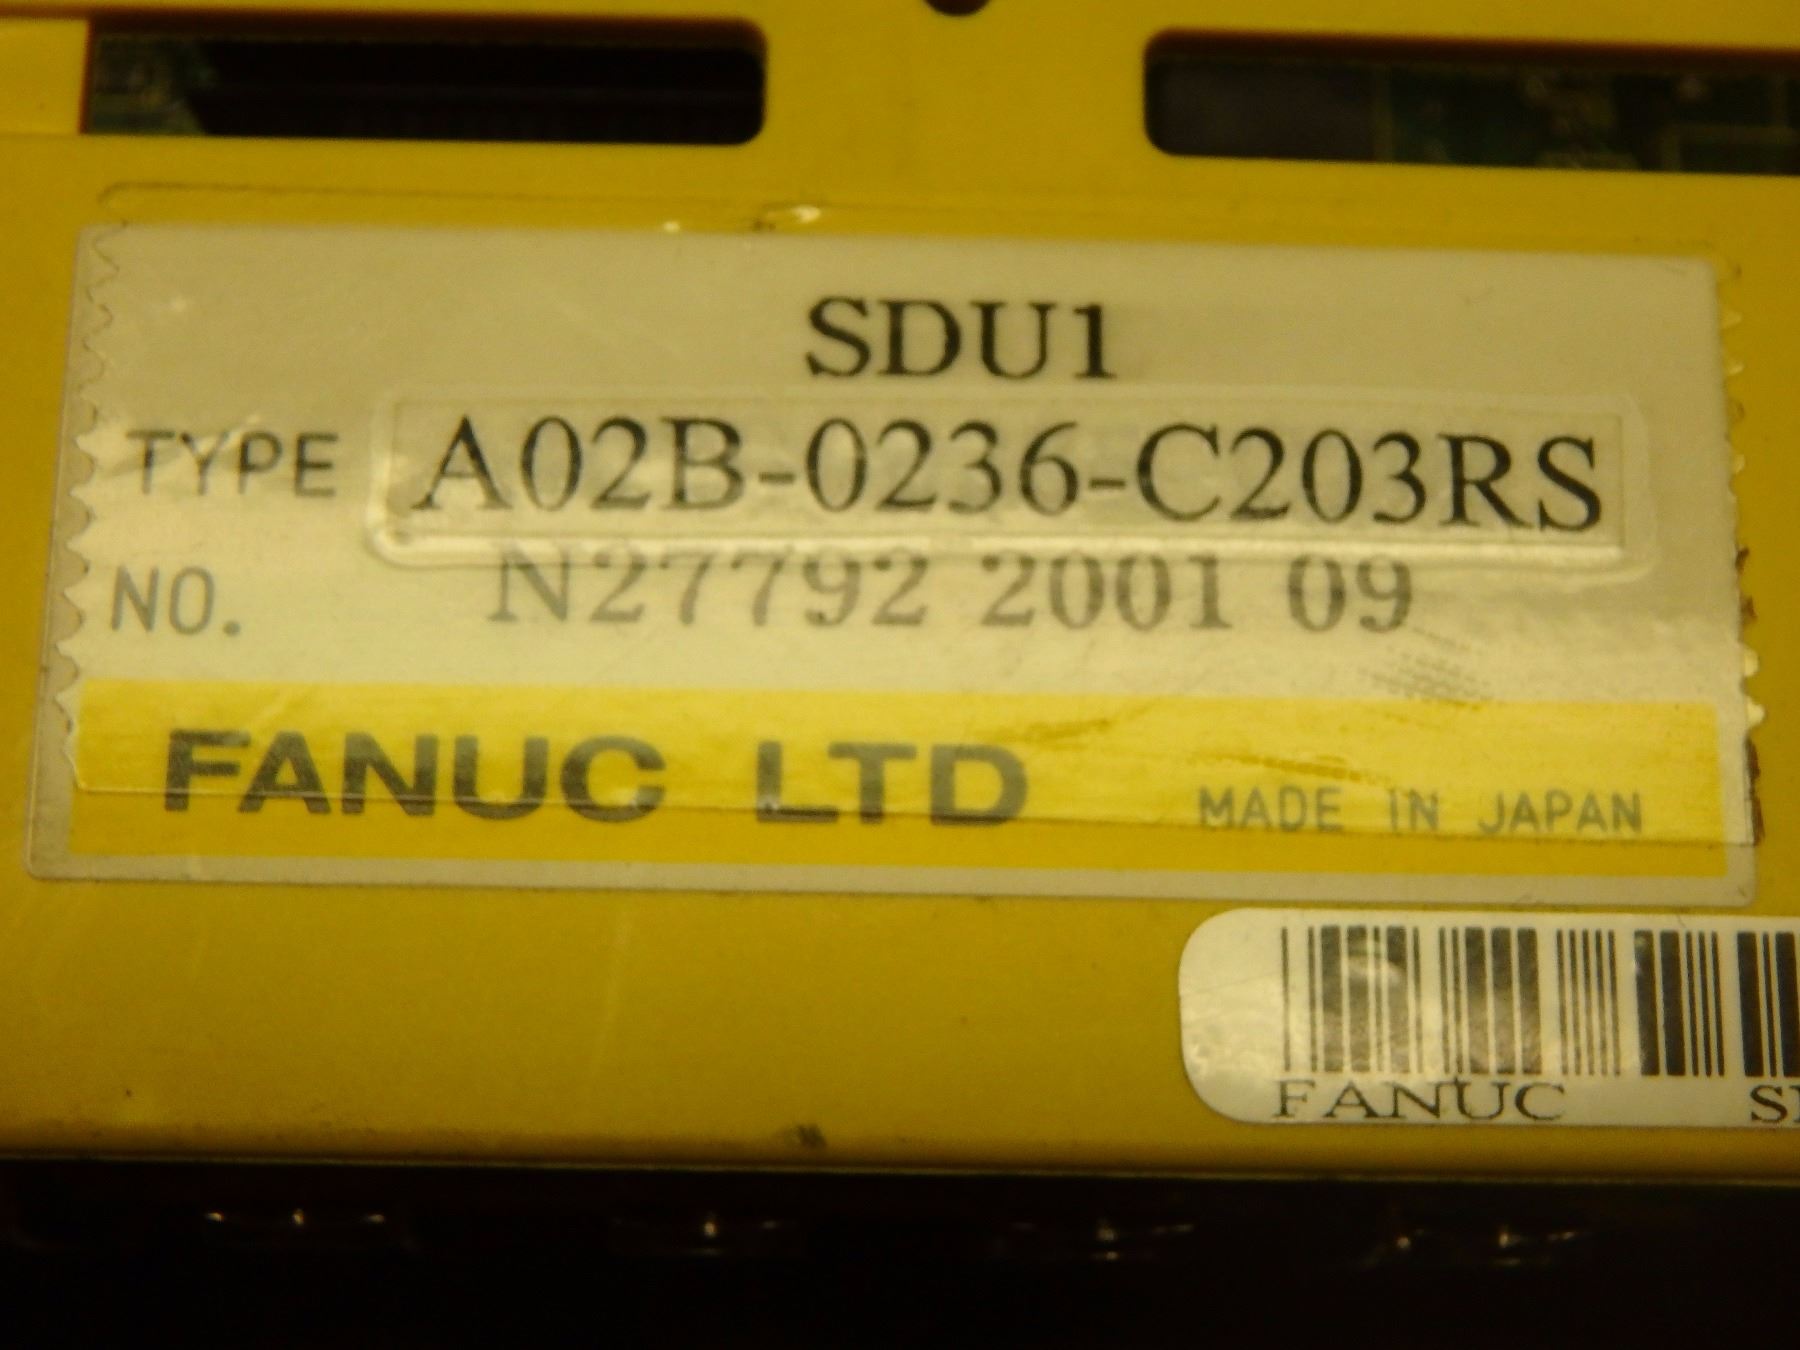 SDU1
TYPE A02B-0236-C203RS
NO. N27792 2001 09
FANUC LTD MADE IN JAPAN
FANUC